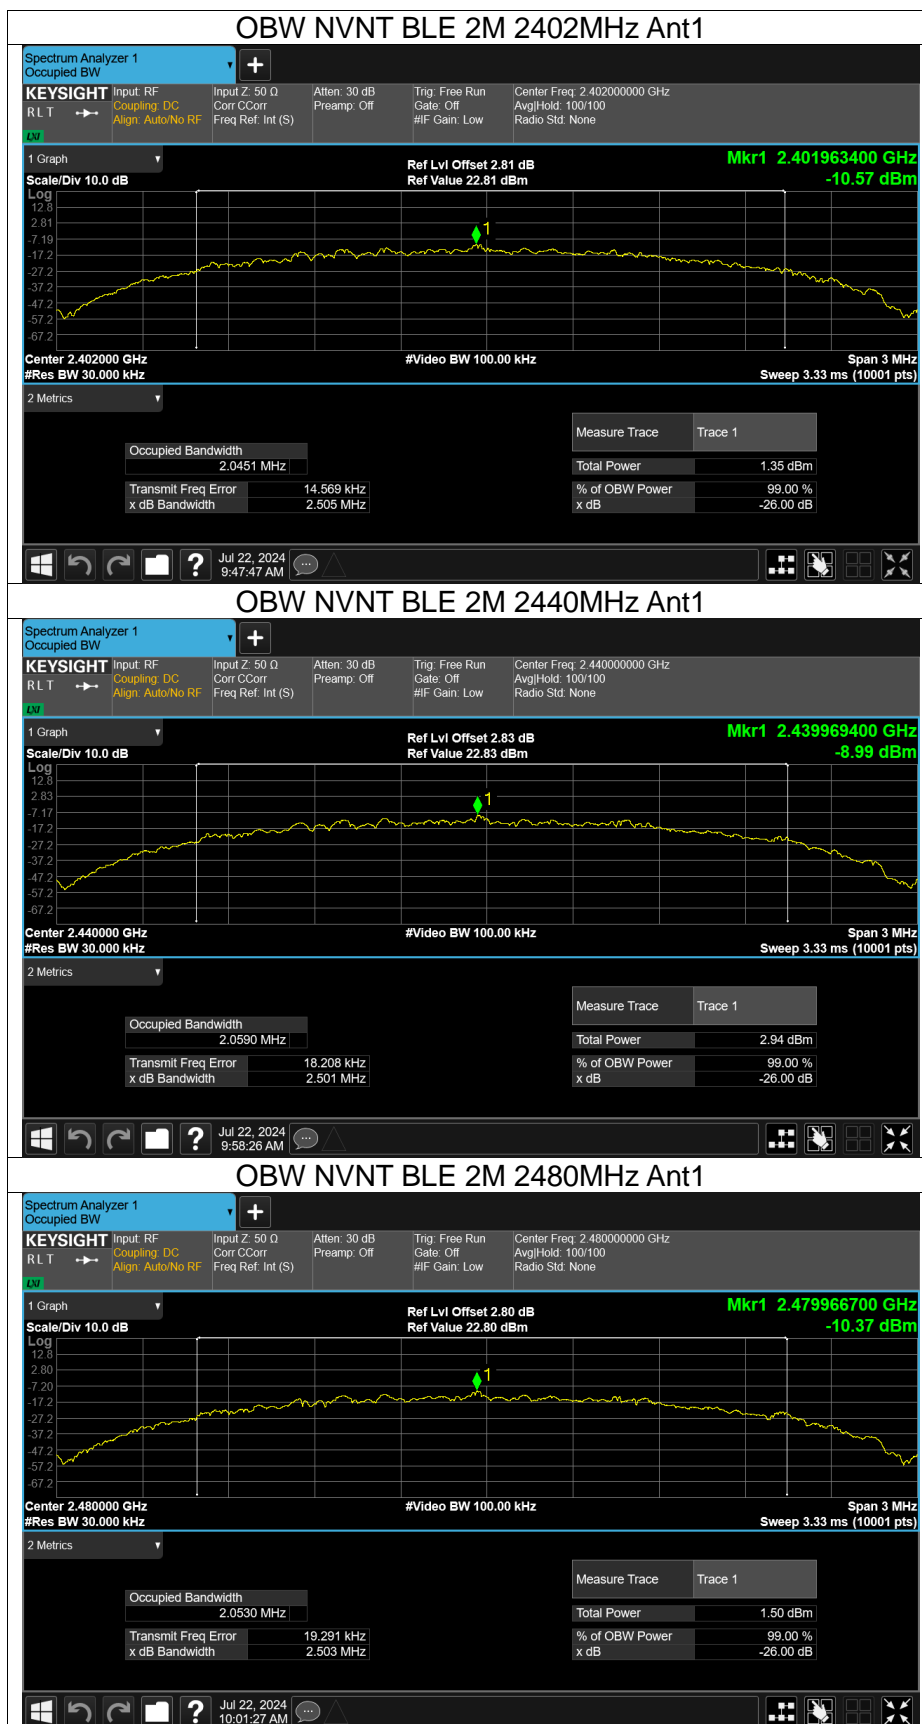 OBW NVNT BLE 2M 2402MHz Ant1
Spectrum Analyzer 1
Occupied BW
KEYSIGHT Input: RF Input Z: 50 Ω Atten: 30 dB Trig: Free Run Center Freq: 2.402000000 GHz
RLT Coupling: DC Corr CCorr Preamp: Off Gate: Off Avg|Hold: 100/100
Align: Auto/No RF Freq Ref: Int (S) #IF Gain: Low Radio Std: None
LXI
1 Graph Ref Lvl Offset 2.81 dB Mkr1 2.401963400 GHz
Scale/Div 10.0 dB Ref Value 22.81 dBm -10.57 dBm
Log
12.8
2.81
1
-7.19
-17.2
-27.2
-37.2
-47.2
-57.2
-67.2
Center 2.402000 GHz #Video BW 100.00 kHz Span 3 MHz
#Res BW 30.000 kHz Sweep 3.33 ms (10001 pts)
2 Metrics
Measure Trace Trace 1
Occupied Bandwidth
2.0451 MHz Total Power 1.35 dBm
Transmit Freq Error 14.569 kHz % of OBW Power 99.00 %
x dB Bandwidth 2.505 MHz x dB -26.00 dB
? Jul 22, 2024
9:47:47 AM
OBW NVNT BLE 2M 2440MHz Ant1
Spectrum Analyzer 1
Occupied BW
KEYSIGHT Input: RF Input Z: 50 Ω Atten: 30 dB Trig: Free Run Center Freq: 2.440000000 GHz
RLT Coupling: DC Corr CCorr Preamp: Off Gate: Off Avg|Hold: 100/100
Align: Auto/No RF Freq Ref: Int (S) #IF Gain: Low Radio Std: None
LXI
1 Graph Ref Lvl Offset 2.83 dB Mkr1 2.439969400 GHz
Scale/Div 10.0 dB Ref Value 22.83 dBm -8.99 dBm
Log
12.8
2.83
1
-7.17
-17.2
-27.2
-37.2
-47.2
-57.2
-67.2
Center 2.440000 GHz #Video BW 100.00 kHz Span 3 MHz
#Res BW 30.000 kHz Sweep 3.33 ms (10001 pts)
2 Metrics
Measure Trace Trace 1
Occupied Bandwidth
2.0590 MHz Total Power 2.94 dBm
Transmit Freq Error 18.208 kHz % of OBW Power 99.00 %
x dB Bandwidth 2.501 MHz x dB -26.00 dB
? Jul 22, 2024
9:58:26 AM
OBW NVNT BLE 2M 2480MHz Ant1
Spectrum Analyzer 1
Occupied BW
KEYSIGHT Input: RF Input Z: 50 Ω Atten: 30 dB Trig: Free Run Center Freq: 2.480000000 GHz
RLT Coupling: DC Corr CCorr Preamp: Off Gate: Off Avg|Hold: 100/100
Align: Auto/No RF Freq Ref: Int (S) #IF Gain: Low Radio Std: None
LXI
1 Graph Ref Lvl Offset 2.80 dB Mkr1 2.479966700 GHz
Scale/Div 10.0 dB Ref Value 22.80 dBm -10.37 dBm
Log
12.8
2.80
1
-7.20
-17.2
-27.2
-37.2
-47.2
-57.2
-67.2
Center 2.480000 GHz #Video BW 100.00 kHz Span 3 MHz
#Res BW 30.000 kHz Sweep 3.33 ms (10001 pts)
2 Metrics
Measure Trace Trace 1
Occupied Bandwidth
2.0530 MHz Total Power 1.50 dBm
Transmit Freq Error 19.291 kHz % of OBW Power 99.00 %
x dB Bandwidth 2.503 MHz x dB -26.00 dB
? Jul 22, 2024
10:01:27 AM